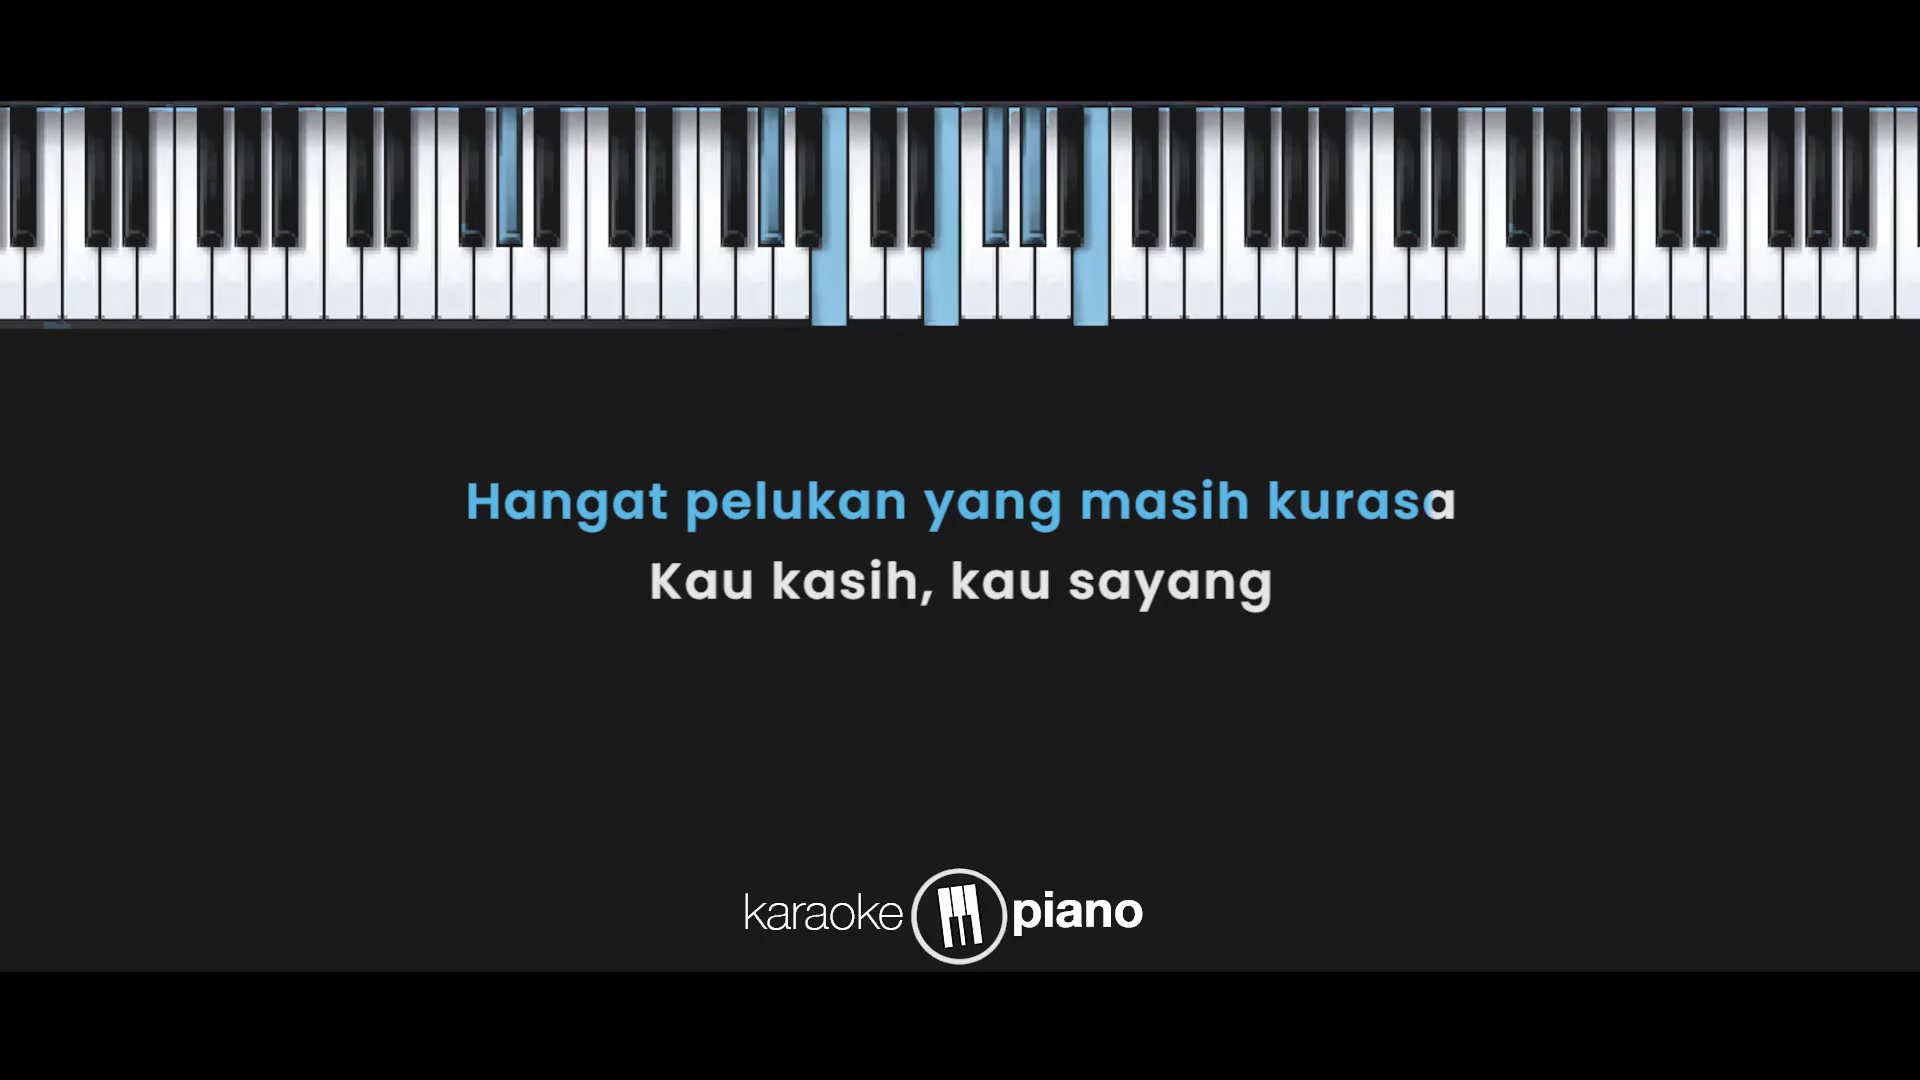 Hangat pelukan yang masih kurasa
Kau kasih, kau sayang
karaoke piano